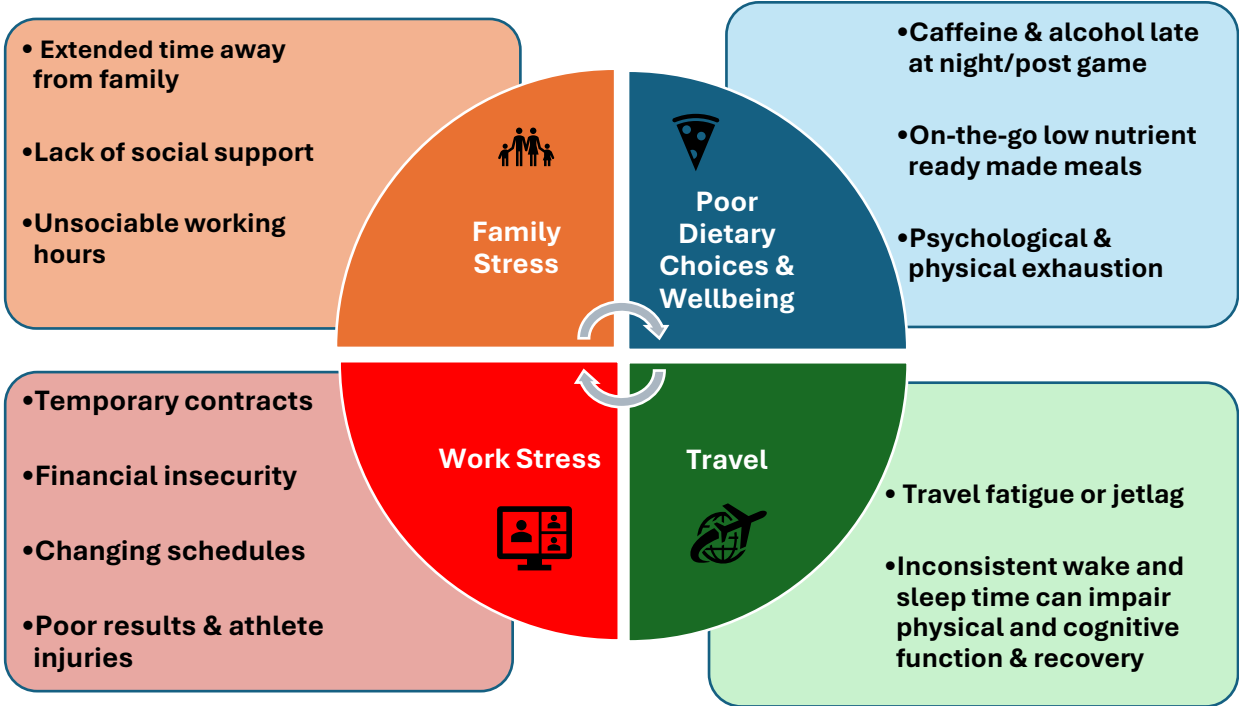 • Extended time away
from family
•Lack of social support
•Unsociable working
hours
Family
Stress
Poor
Dietary
Choices &
Wellbeing
•Caffeine & alcohol late
at night/post game
•On-the-go low nutrient
ready made meals
•Psychological &
physical exhaustion
•Temporary contracts
•Financial insecurity
•Changing schedules
•Poor results & athlete
injuries
Work Stress
Travel
• Travel fatigue or jetlag
•Inconsistent wake and
sleep time can impair
physical and cognitive
function & recovery